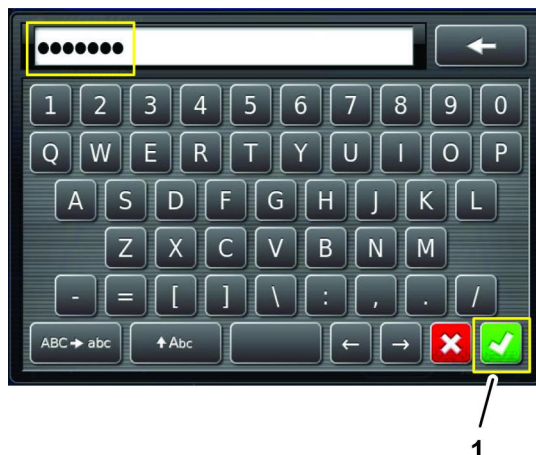 ●●●●●●●
1 2 3 4 5 6 7 8 9 0
Q W E R T Y U I O P
A S D F G H J K L
Z X C V B N M
- = [ ] \ : , . /
ABC → abc ↑ Abc ← →
1